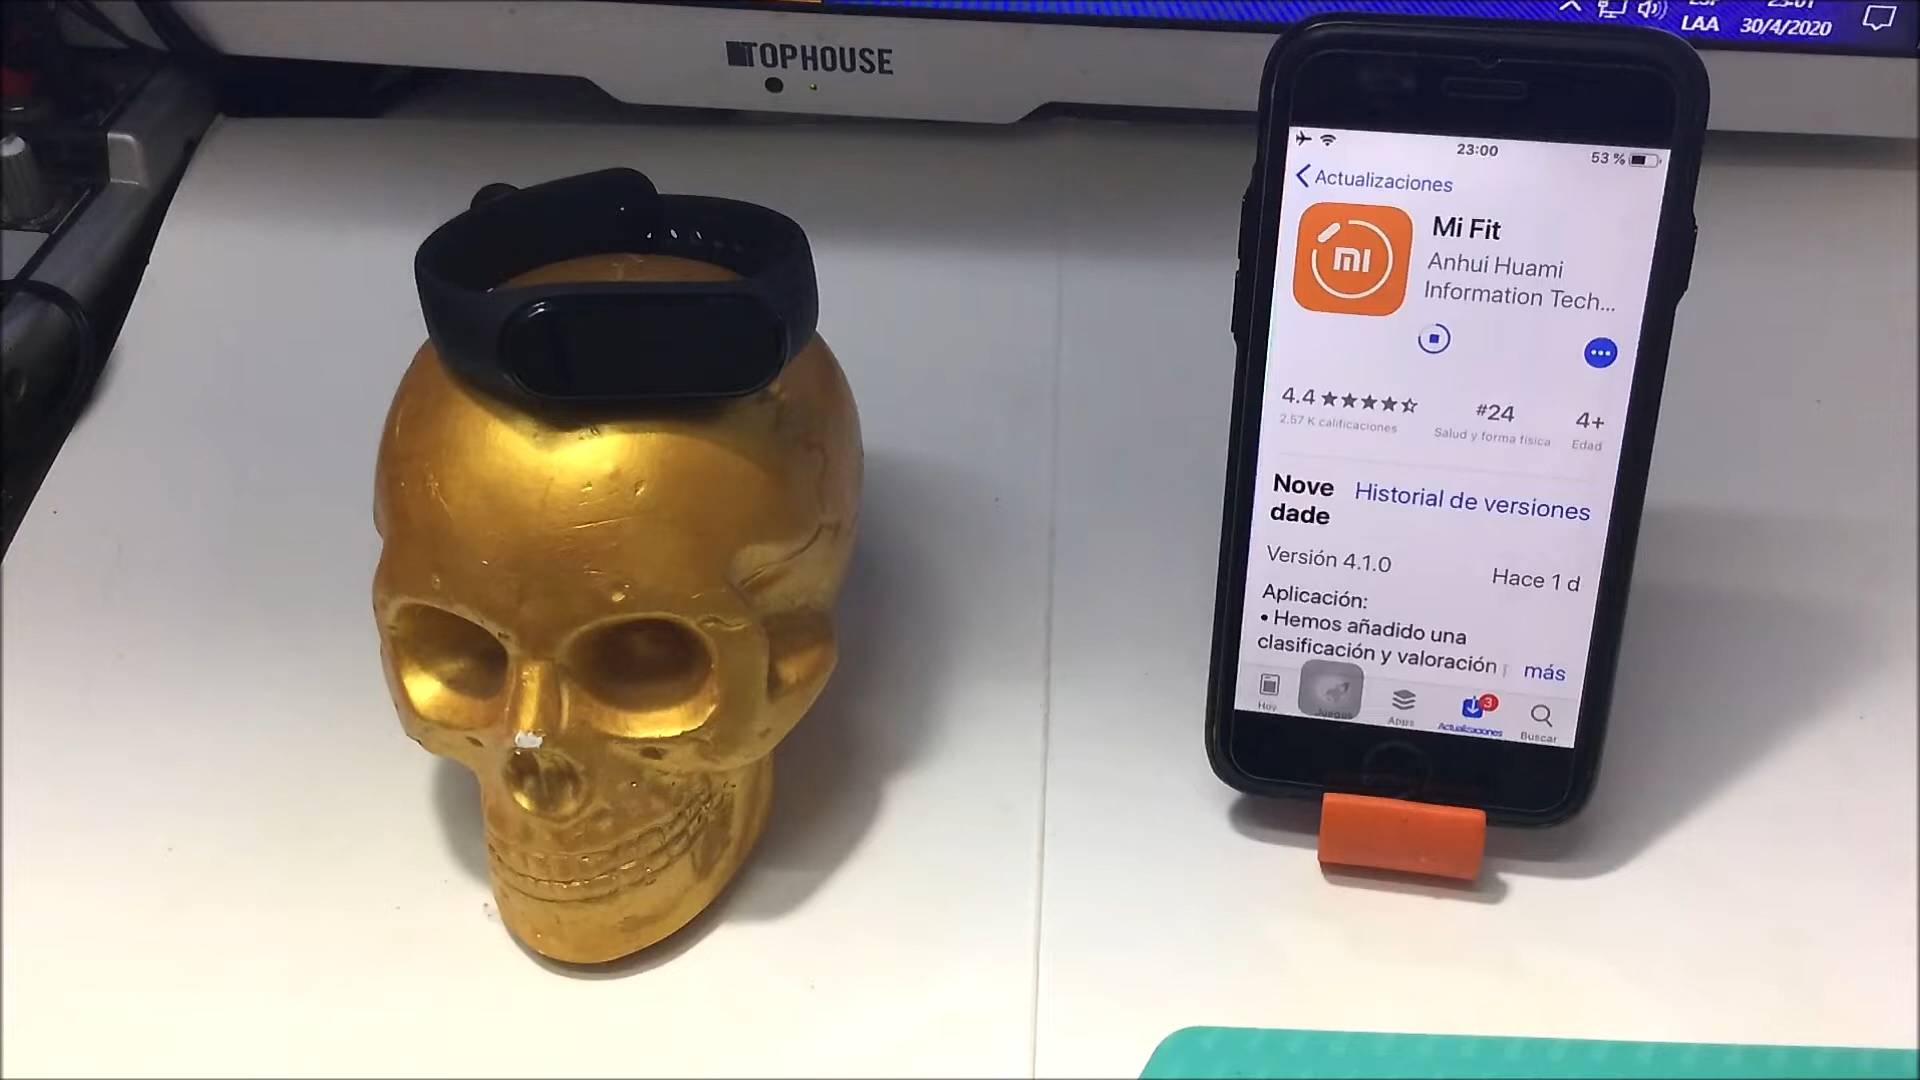 TOPHOUSE
LAA
30/4/2020
23:00
53 %
Actualizaciones
Mi Fit
Anhui Huami
Information Tech...
mi
4.4
#24
4+
2.57 K calificaciones
Salud y forma física
Edad
Nove
dade
Historial de versiones
Versión 4.1.0
Hace 1 d
Aplicación:
• Hemos añadido una
clasificación y valoración
más
3
Hoy
Juegos
Apps
Actualizaciones
Buscar